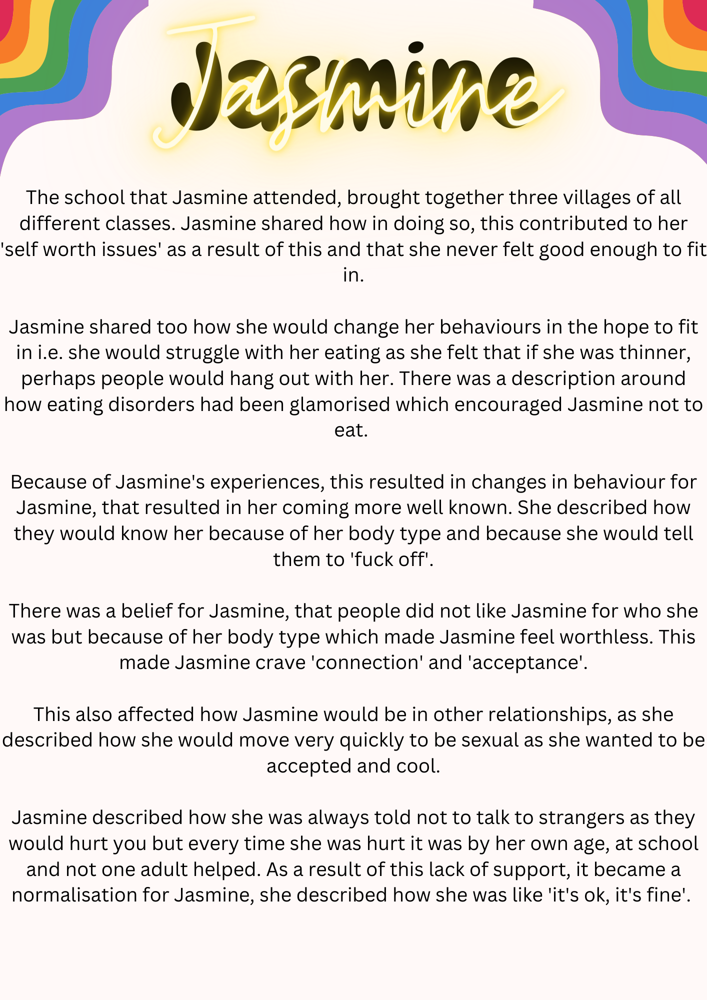 Jasmine
Jasmine
The school that Jasmine attended, brought together three villages of all
different classes. Jasmine shared how in doing so, this contributed to her
'self worth issues' as a result of this and that she never felt good enough to fit
in.
Jasmine shared too how she would change her behaviours in the hope to fit
in i.e. she would struggle with her eating as she felt that if she was thinner,
perhaps people would hang out with her. There was a description around
how eating disorders had been glamorised which encouraged Jasmine not to
eat.
Because of Jasmine's experiences, this resulted in changes in behaviour for
Jasmine, that resulted in her coming more well known. She described how
they would know her because of her body type and because she would tell
them to 'fuck off'.
There was a belief for Jasmine, that people did not like Jasmine for who she
was but because of her body type which made Jasmine feel worthless. This
made Jasmine crave 'connection' and 'acceptance'.
This also affected how Jasmine would be in other relationships, as she
described how she would move very quickly to be sexual as she wanted to be
accepted and cool.
Jasmine described how she was always told not to talk to strangers as they
would hurt you but every time she was hurt it was by her own age, at school
and not one adult helped. As a result of this lack of support, it became a
normalisation for Jasmine, she described how she was like 'it's ok, it's fine'.